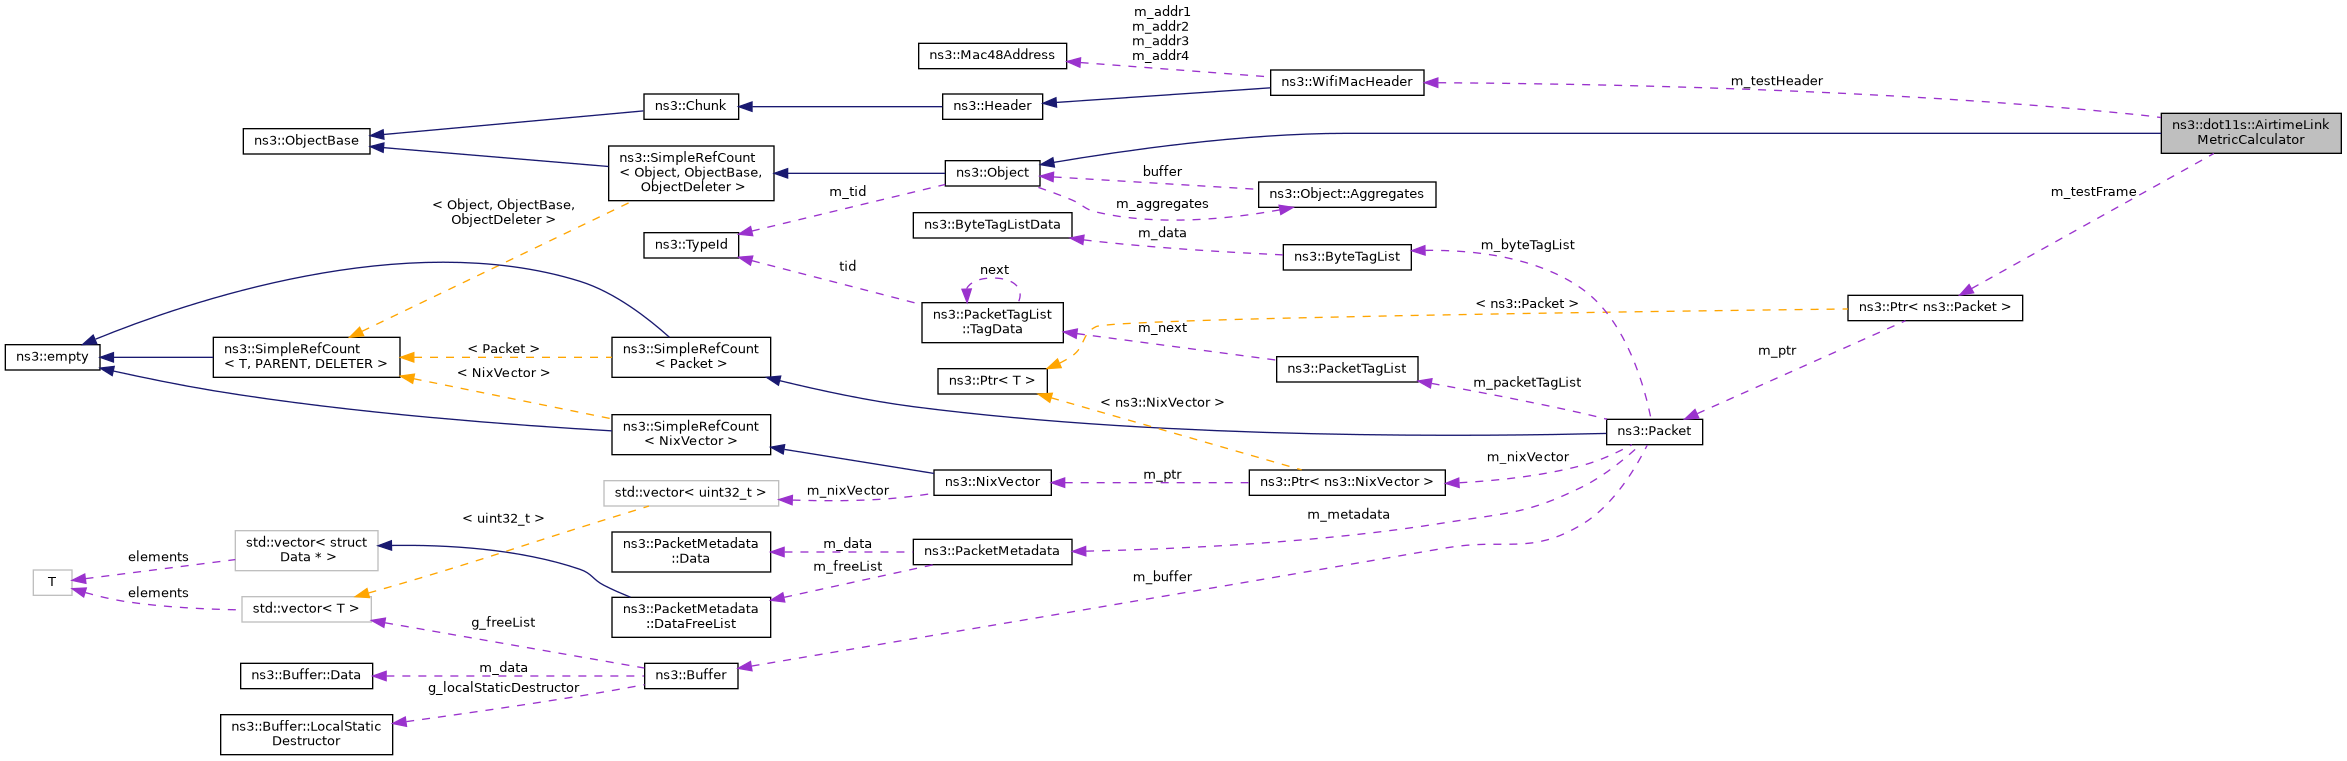 m_addr1
m_addr2
m_addr3
m_addr4
ns3::Mac48Address
ns3::WifiMacHeader
m_testHeader
ns3::Chunk
ns3::Header
ns3::dot11s::AirtimeLink
MetricCalculator
ns3::ObjectBase
ns3::SimpleRefCount
< Object, ObjectBase,
ObjectDeleter >
ns3::Object
buffer
ns3::Object::Aggregates
m_tid
m_aggregates
m_testFrame
< Object, ObjectBase,
ObjectDeleter >
ns3::ByteTagListData
m_data
ns3::TypeId
ns3::ByteTagList
m_byteTagList
tid
next
ns3::PacketTagList
::TagData
< ns3::Packet >
ns3::Ptr< ns3::Packet >
m_next
ns3::empty
ns3::SimpleRefCount
< T, PARENT, DELETER >
< Packet >
< NixVector >
ns3::SimpleRefCount
< Packet >
m_ptr
ns3::Ptr< T >
ns3::PacketTagList
m_packetTagList
< ns3::NixVector >
ns3::SimpleRefCount
< NixVector >
ns3::Packet
m_nixVector
ns3::NixVector
m_ptr
ns3::Ptr< ns3::NixVector >
std::vector< uint32_t >
m_nixVector
< uint32_t >
m_metadata
std::vector< struct
Data * >
ns3::PacketMetadata
::Data
m_data
ns3::PacketMetadata
elements
m_freeList
T
elements
m_buffer
std::vector< T >
ns3::PacketMetadata
::DataFreeList
g_freeList
ns3::Buffer::Data
m_data
ns3::Buffer
g_localStaticDestructor
ns3::Buffer::LocalStatic
Destructor